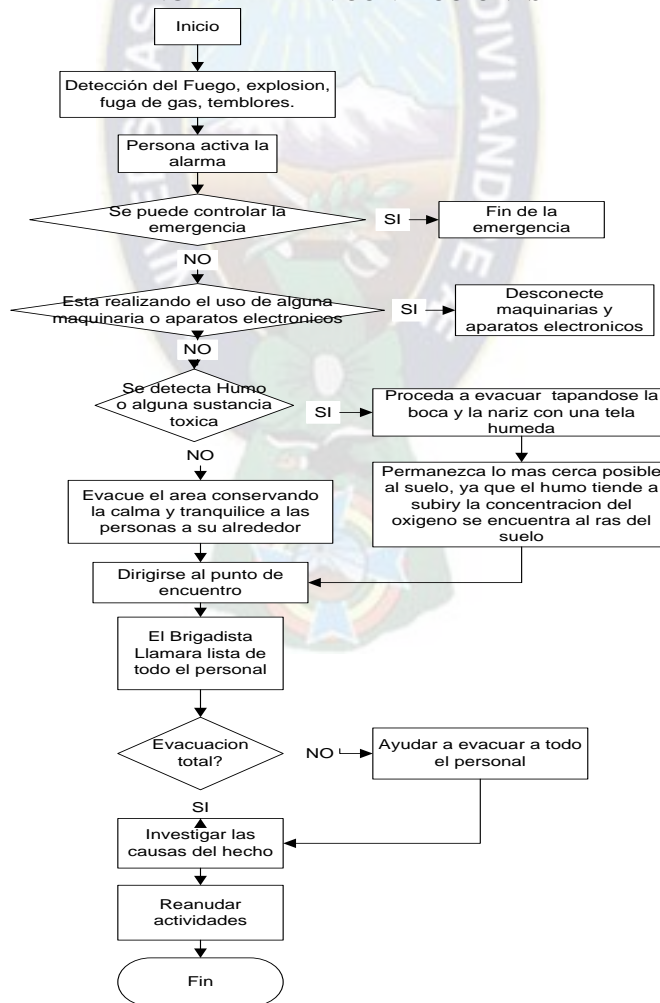 Inicio
Detección del Fuego, explosion,
fuga de gas, temblores.
Persona activa la
alarma
Se puede controlar la
emergencia
SI
Fin de la
emergencia
NO
Esta realizando el uso de alguna
maquinaria o aparatos electronicos
SI
Desconecte
maquinarias y
aparatos electronicos
NO
Se detecta Humo
o alguna sustancia
toxica
SI
Proceda a evacuar tapandose la
boca y la nariz con una tela
humeda
NO
Permanezca lo mas cerca posible
al suelo, ya que el humo tiende a
subiry la concentracion del
oxigeno se encuentra al ras del
suelo
Evacue el area conservando
la calma y tranquilice a las
personas a su alrededor
Dirigirse al punto de
encuentro
El Brigadista
Llamara lista de
todo el personal
Evacuacion
total?
NO
Ayudar a evacuar a todo
el personal
SI
Investigar las
causas del hecho
Reanudar
actividades
Fin